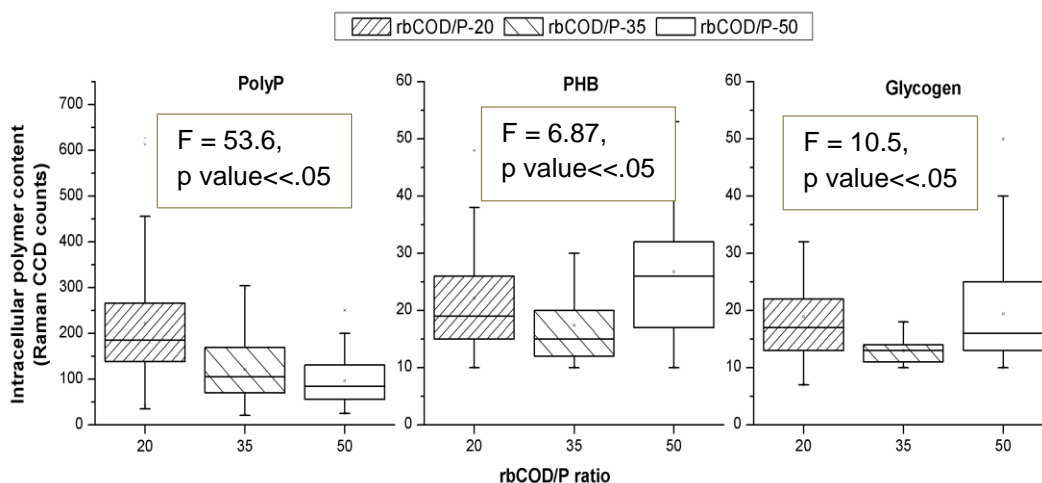 rbCOD/P-20 rbCOD/P-35 rbCOD/P-50
PolyP
PHB
Glycogen
F = 53.6,
p value<<.05
F = 6.87,
p value<<.05
F = 10.5,
p value<<.05
Intracellular polymer content
(Raman CCD counts)
700
600
500
400
300
200
100
0
20 35 50
60
50
40
30
20
10
0
20 35 50
60
50
40
30
20
10
0
20 35 50
rbCOD/P ratio